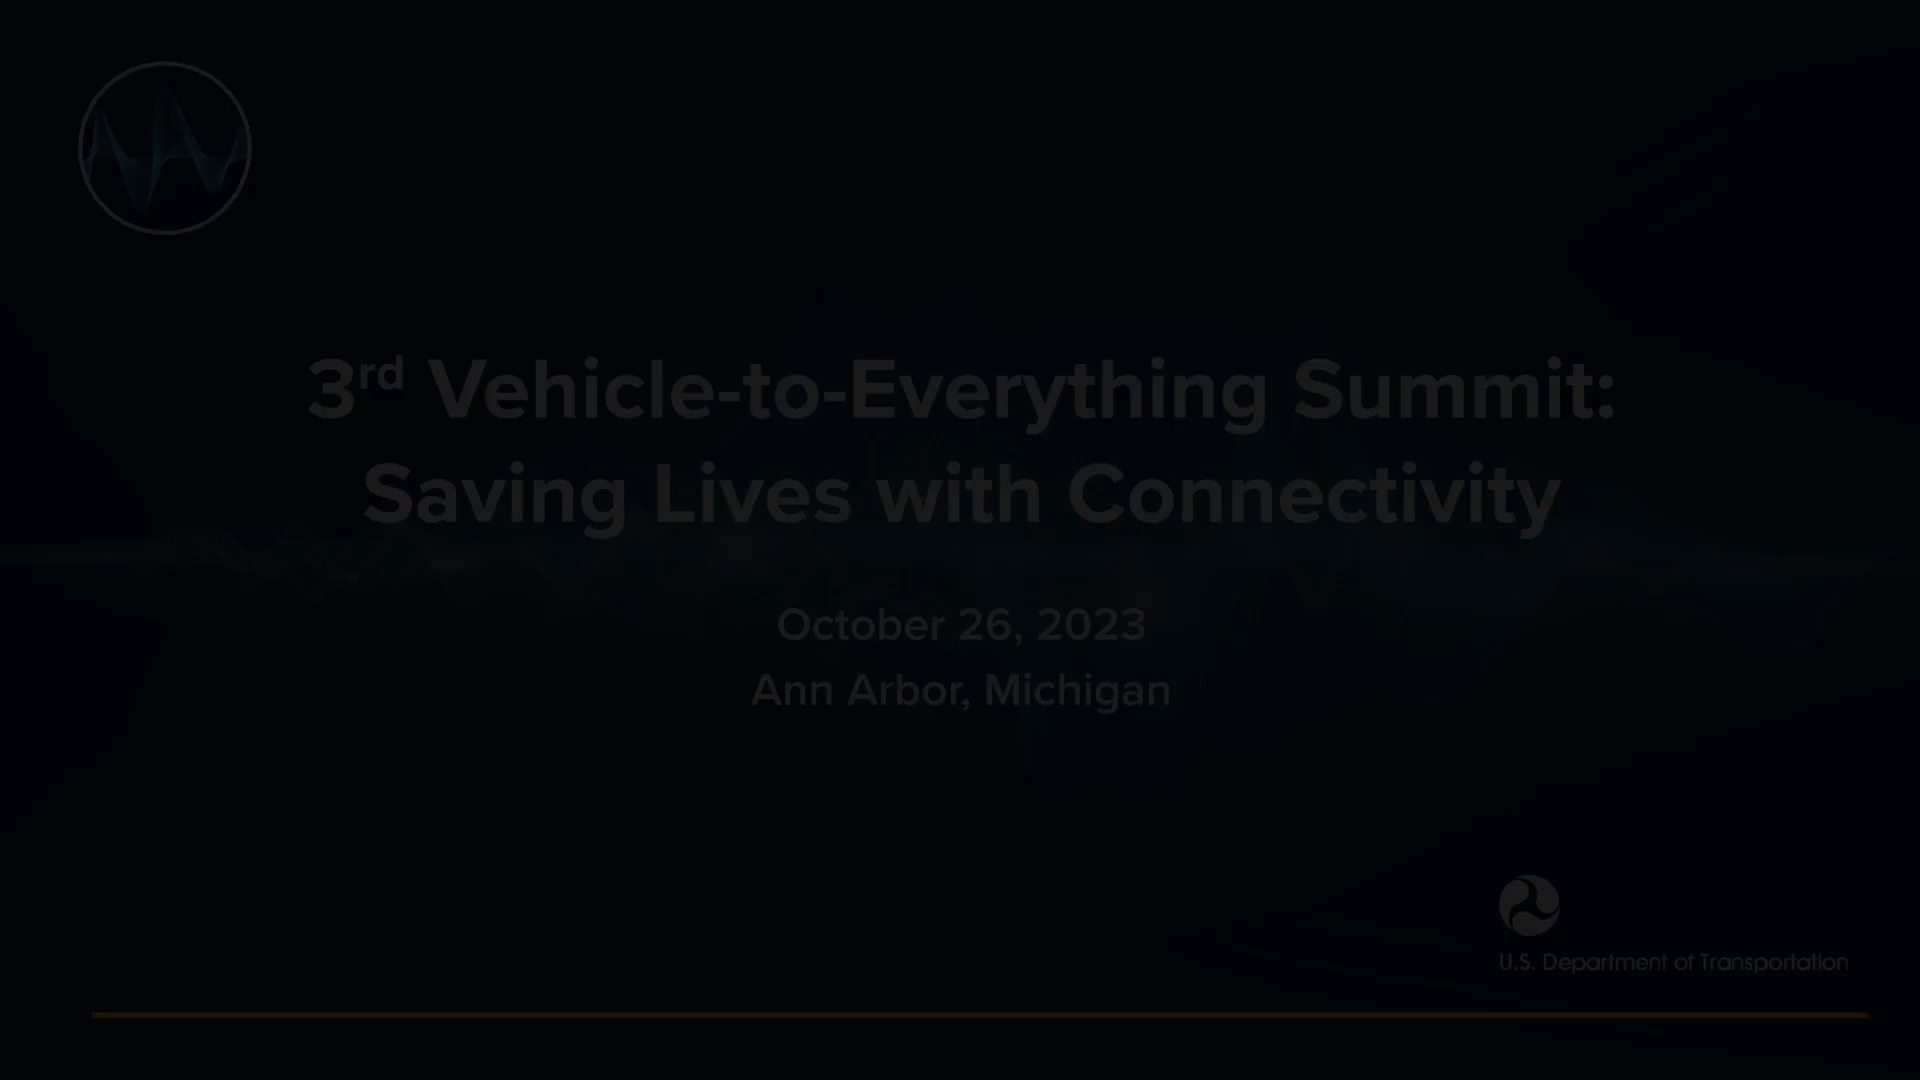 3rd Vehicle-to-Everything Summit:
Saving Lives with Connectivity
October 26, 2023
Ann Arbor, Michigan
U.S. Department of Transportation